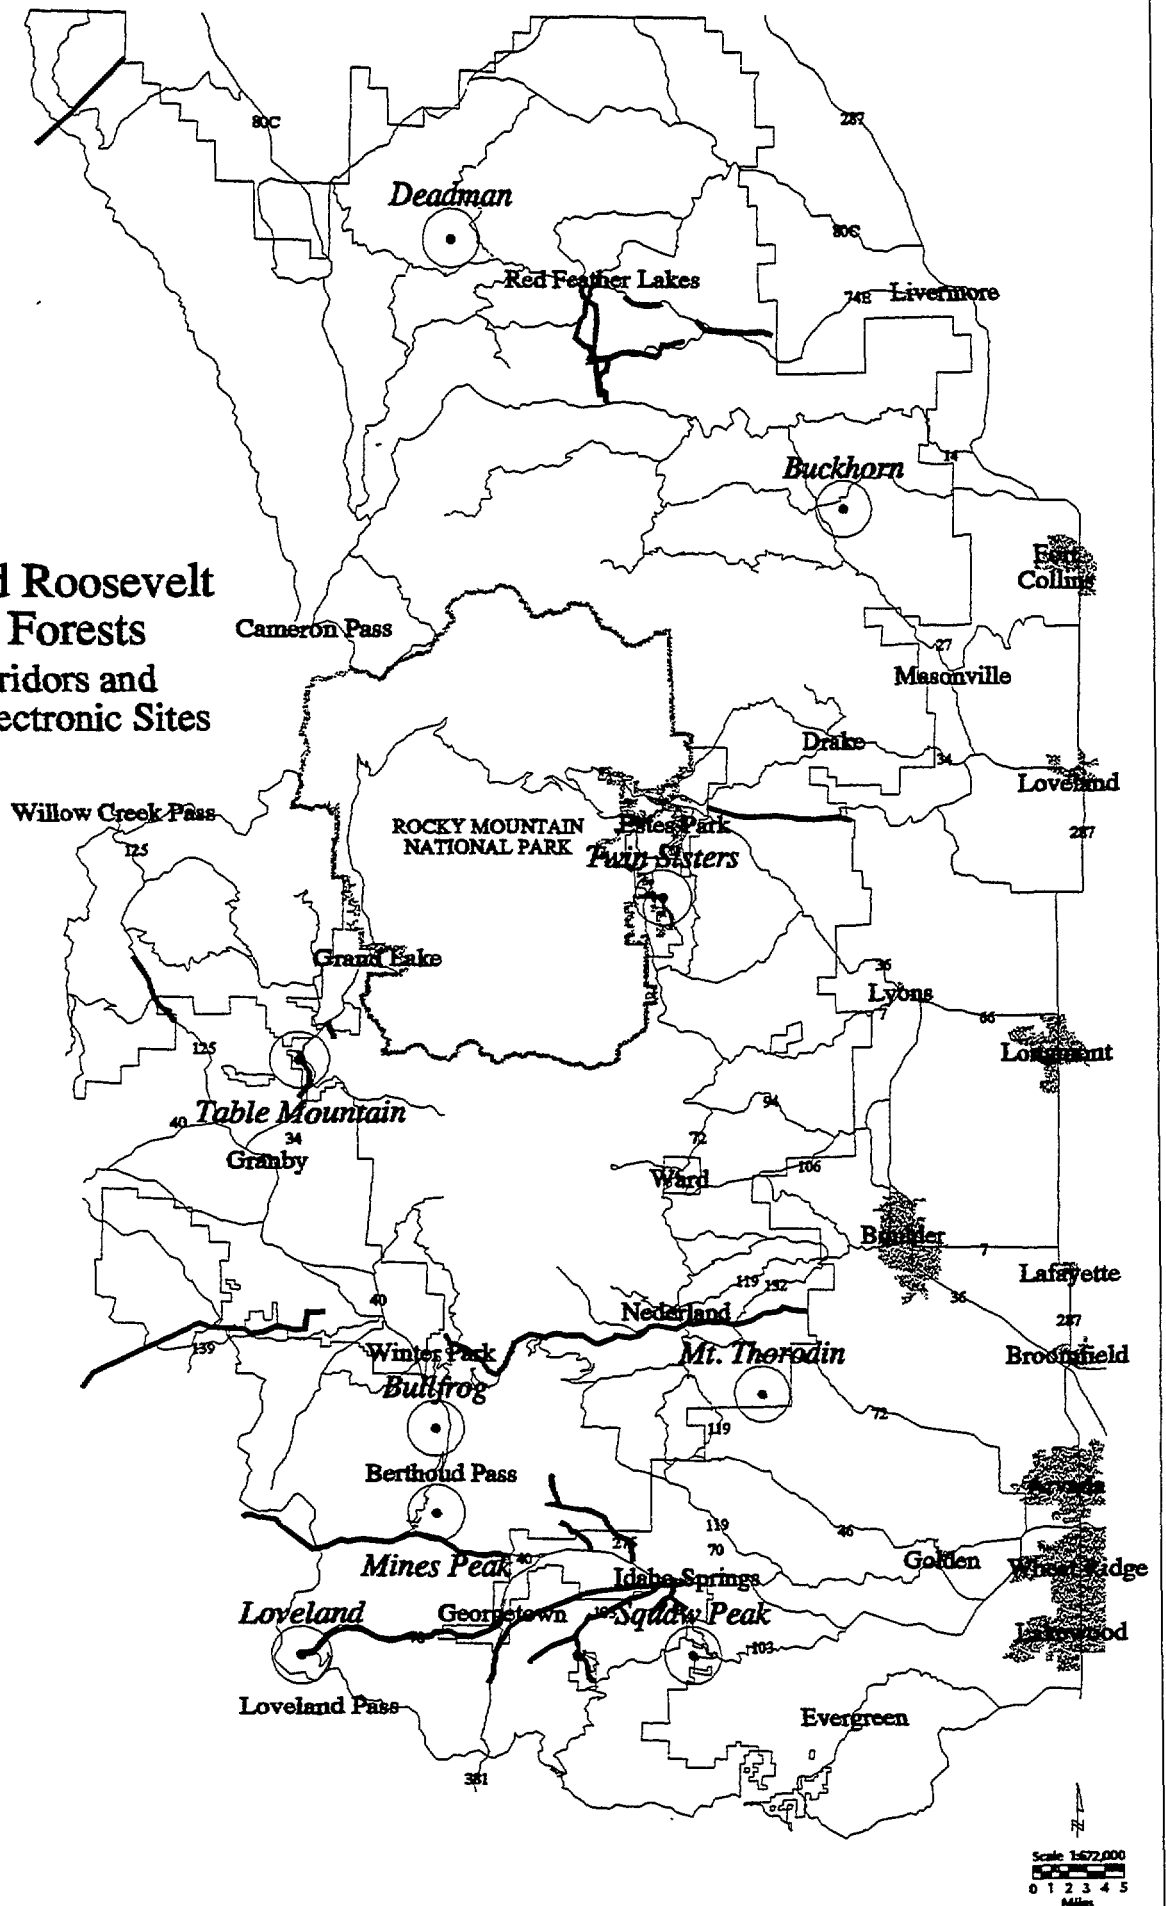 80C
287
Deadman
80C
Red Feather Lakes
74E
Livermore
14
Buckhorn
Fort
Collins
d Roosevelt
Forests
ridors and
ectronic Sites
Cameron Pass
27
Masonville
Drake
34
Loveland
Willow Creek Pass
125
ROCKY MOUNTAIN
NATIONAL PARK
Estes Park
287
Twin Sisters
Grand Lake
36
Lyons
7
66
Longmont
125
Table Mountain
40
34
Granby
94
72
106
Ward
Boulder
7
Lafayette
119
132
36
40
Nederland
287
139
Winter Park
Mt. Thorodin
Broomfield
Bullfrog
72
119
Berthoud Pass
Arvada
119
46
70
Mines Peak
40
Golden
Wheat Ridge
Idaho Springs
Loveland
Georgetown
Squaw Peak
70
103
Lakewood
Loveland Pass
Evergreen
381
N
Scale 1:672,000
0 1 2 3 4 5
Miles